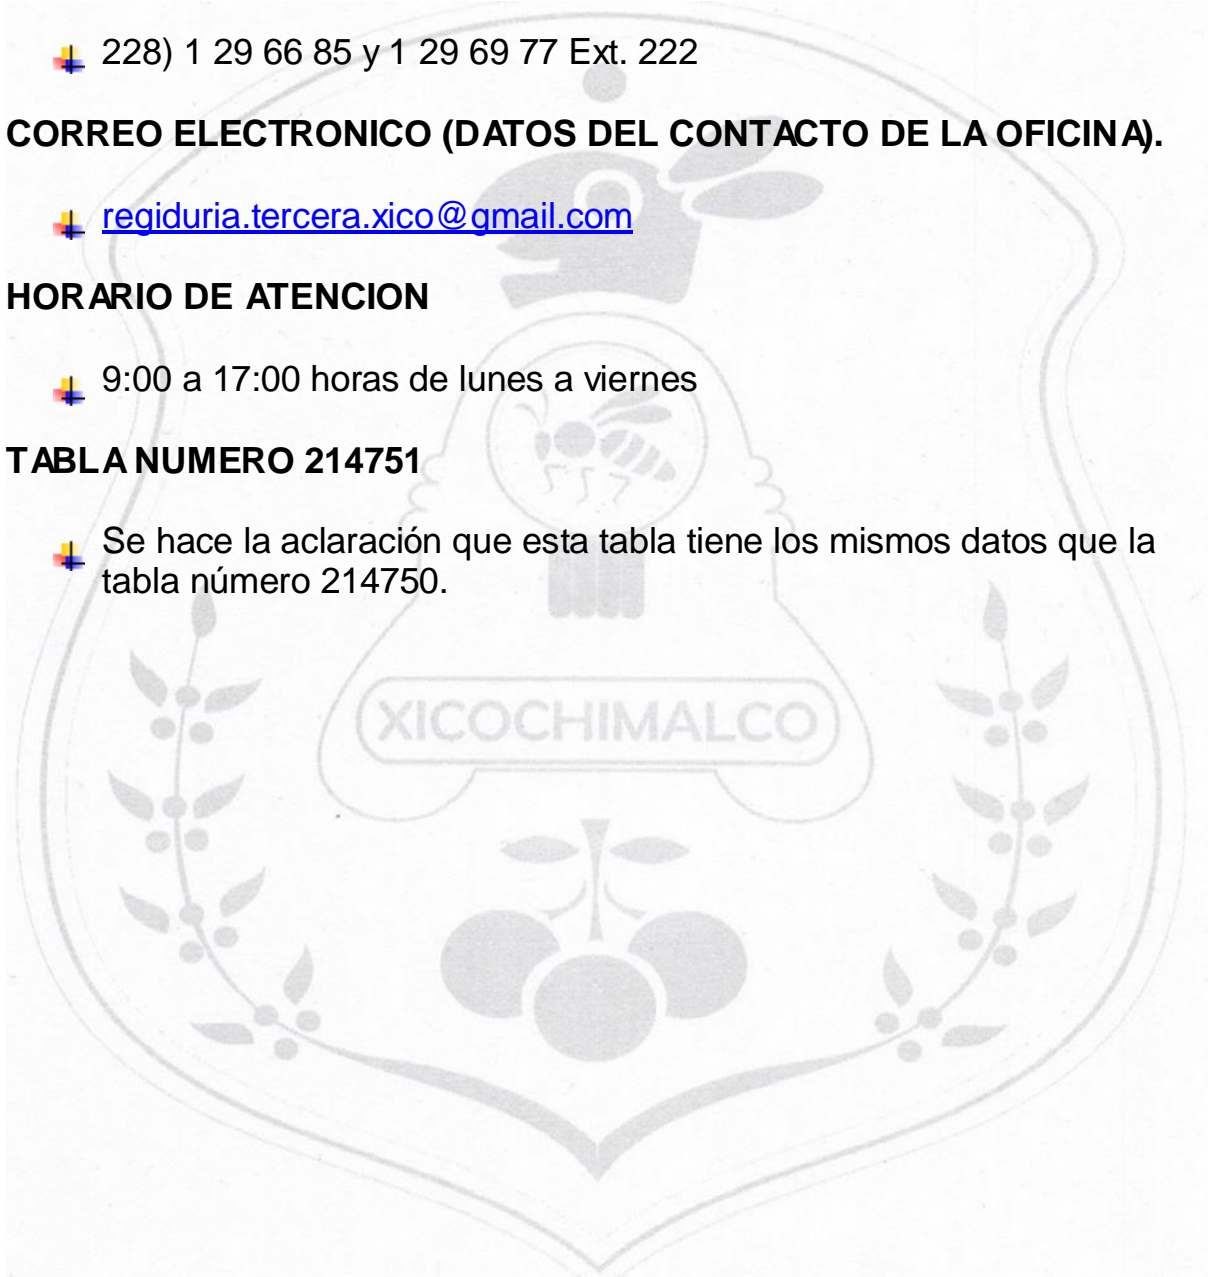 228) 1 29 66 85 y 1 29 69 77 Ext. 222
CORREO ELECTRONICO (DATOS DEL CONTACTO DE LA OFICINA).
regiduria.tercera.xico@gmail.com
HORARIO DE ATENCION
9:00 a 17:00 horas de lunes a viernes
TABLA NUMERO 214751
Se hace la aclaración que esta tabla tiene los mismos datos que la
tabla número 214750.
XICOCHIMALCO